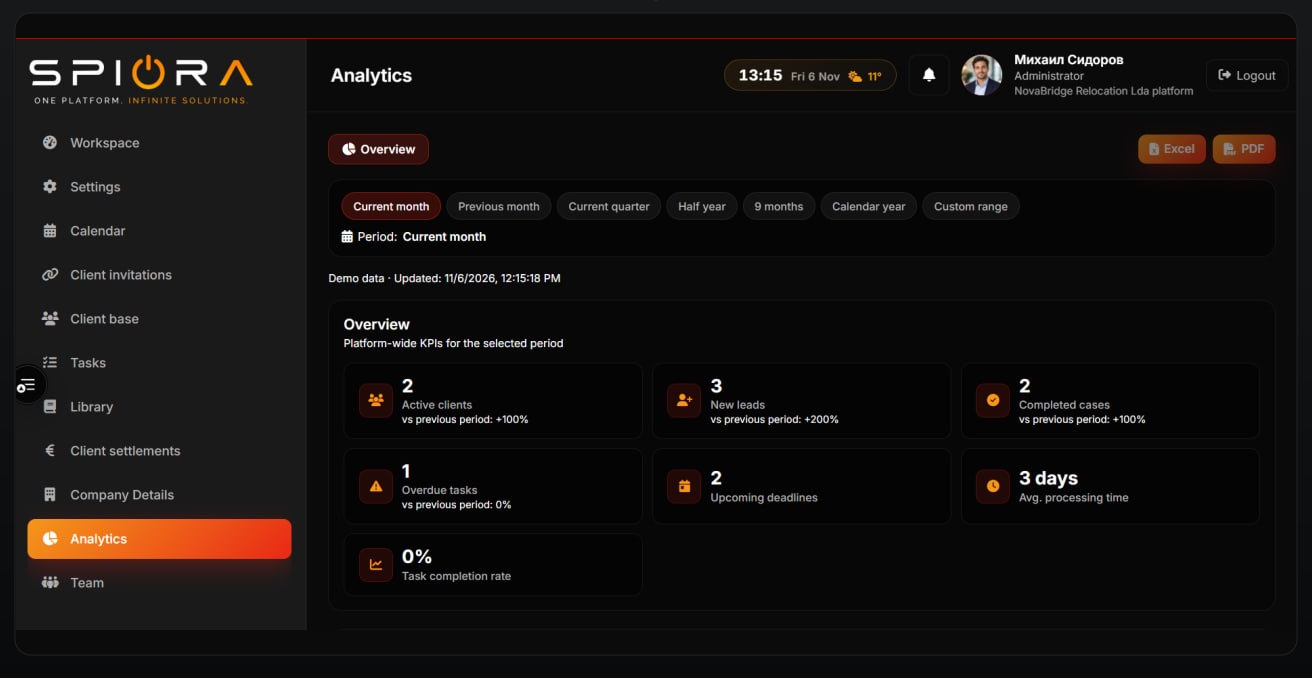 SPIORA
ONE PLATFORM. INFINITE SOLUTIONS.
Workspace
Settings
Calendar
Client invitations
Client base
Tasks
Library
Client settlements
Company Details
Analytics
Team
Analytics
13:15 Fri 6 Nov 11°
Михаил Сидоров
Administrator
NovaBridge Relocation Lda platform
Logout
Overview
Excel
PDF
Current month
Previous month
Current quarter
Half year
9 months
Calendar year
Custom range
Period: Current month
Demo data · Updated: 11/6/2026, 12:15:18 PM
Overview
Platform-wide KPIs for the selected period
2
Active clients
vs previous period: +100%
3
New leads
vs previous period: +200%
2
Completed cases
vs previous period: +100%
1
Overdue tasks
vs previous period: 0%
2
Upcoming deadlines
3 days
Avg. processing time
0%
Task completion rate